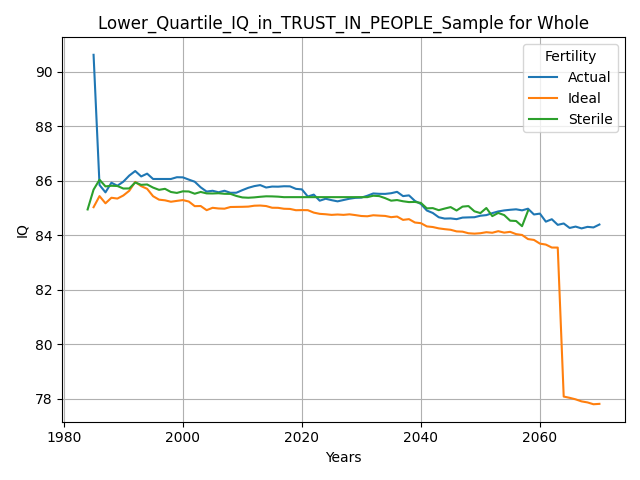 Lower_Quartile_IQ_in_TRUST_IN_PEOPLE_Sample for Whole
Fertility
Actual
Ideal
Sterile
IQ
90
88
86
84
82
80
78
1980
2000
2020
2040
2060
Years